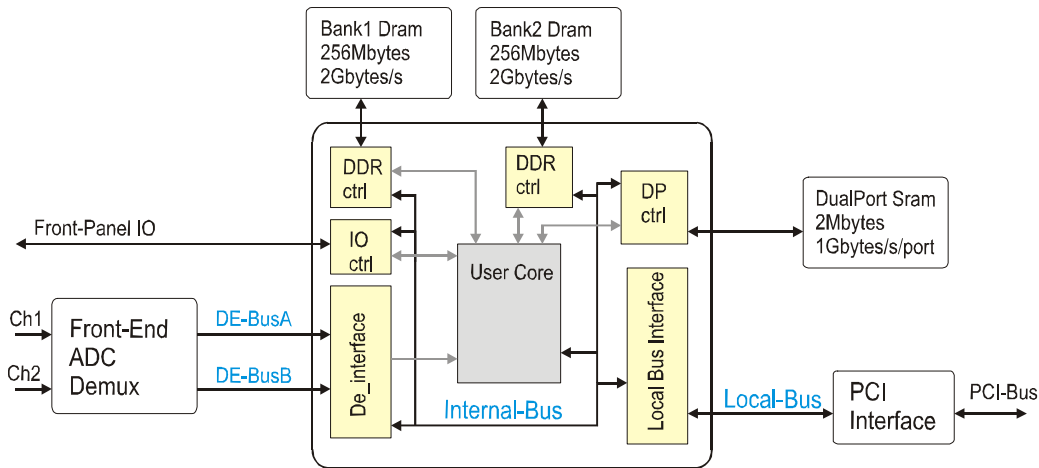 Bank1 Dram
256Mbytes
2Gbytes/s
Bank2 Dram
256Mbytes
2Gbytes/s
DDR
ctrl
DDR
ctrl
DP
ctrl
DualPort Sram
2Mbytes
1Gbytes/s/port
Front-Panel IO
IO
ctrl
User Core
Ch1
Ch2
Front-End
ADC
Demux
DE-BusA
DE-BusB
De_interface
Internal-Bus
Local Bus Interface
Local-Bus
PCI
Interface
PCI-Bus